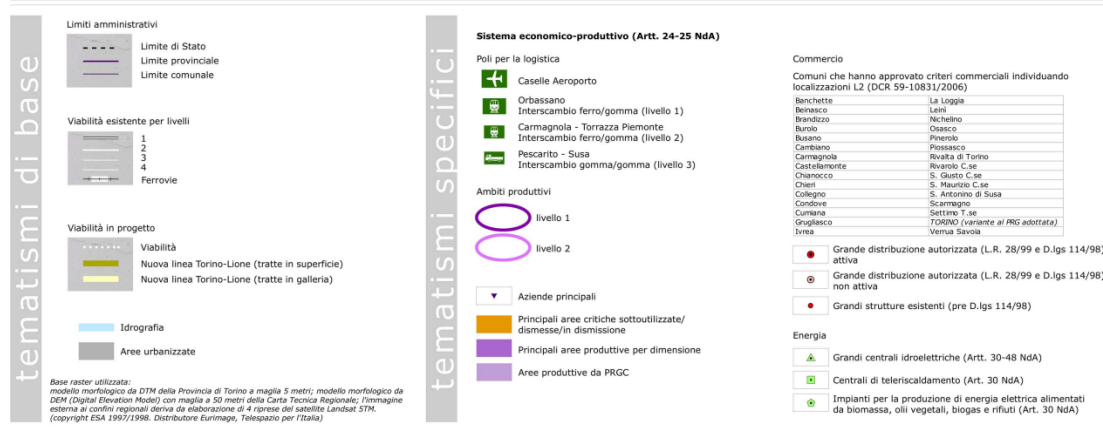 tematismi di base
Limiti amministrativi
Limite di Stato
Limite provinciale
Limite comunale
Viabilità esistente per livelli
1
2
3
4
Ferrovie
Viabilità in progetto
Viabilità
Nuova linea Torino-Lione (tratte in superficie)
Nuova linea Torino-Lione (tratte in galleria)
Idrografia
Aree urbanizzate
Base raster utilizzata:
modello morfologico da DTM della Provincia di Torino a maglia 5 metri; modello morfologico da
DEM (Digital Elevation Model) con maglia a 50 metri della Carta Tecnica Regionale; l'immagine
esterna ai confini regionali deriva da elaborazione di 4 riprese del satellite Landsat 5TM.
(copyright ESA 1997/1998. Distributore Eurimage, Telespazio per l'Italia)
tematismi specifici
Sistema economico-produttivo (Artt. 24-25 NdA)
Poli per la logistica
Caselle Aeroporto
Orbassano
Interscambio ferro/gomma (livello 1)
Carmagnola - Torrazza Piemonte
Interscambio ferro/gomma (livello 2)
Pescarito - Susa
Interscambio gomma/gomma (livello 3)
Ambiti produttivi
livello 1
livello 2
Aziende principali
Principali aree critiche sottoutilizzate/
dismesse/in dismissione
Principali aree produttive per dimensione
Aree produttive da PRGC
Commercio
Comuni che hanno approvato criteri commerciali individuando
localizzazioni L2 (DCR 59-10831/2006)
Banchette La Loggia
Beinasco Leinì
Brandizzo Nichelino
Burolo Osasco
Busano Pinerolo
Cambiano Piossasco
Carmagnola Rivalta di Torino
Castellamonte Rivarolo C.se
Chianocco S. Giusto C.se
Chieri S. Maurizio C.se
Collegno S. Antonino di Susa
Condove Scarmagno
Cumiana Settimo T.se
Grugliasco TORINO (variante al PRG adottata)
Ivrea Verrua Savoia
Grande distribuzione autorizzata (L.R. 28/99 e D.lgs 114/98)
attiva
Grande distribuzione autorizzata (L.R. 28/99 e D.lgs 114/98)
non attiva
Grandi strutture esistenti (pre D.lgs 114/98)
Energia
Grandi centrali idroelettriche (Artt. 30-48 NdA)
Centrali di teleriscaldamento (Art. 30 NdA)
Impianti per la produzione di energia elettrica alimentati
da biomassa, olii vegetali, biogas e rifiuti (Art. 30 NdA)